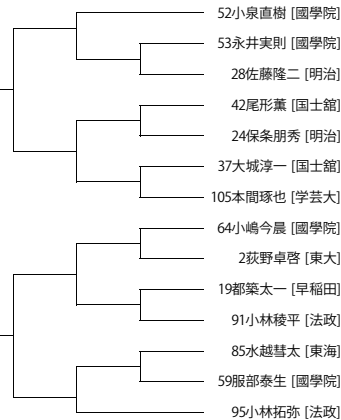 52小泉直樹 [國學院]
53永井実則 [國學院]
28佐藤隆二 [明治]
42尾形薫 [国士舘]
24保条朋秀 [明治]
37大城淳一 [国士舘]
105本間琢也 [学芸大]
64小嶋今晨 [國學院]
2荻野卓啓 [東大]
19都築太一 [早稲田]
91小林稜平 [法政]
85水越彗太 [東海]
59服部泰生 [國學院]
95小林拓弥 [法政]